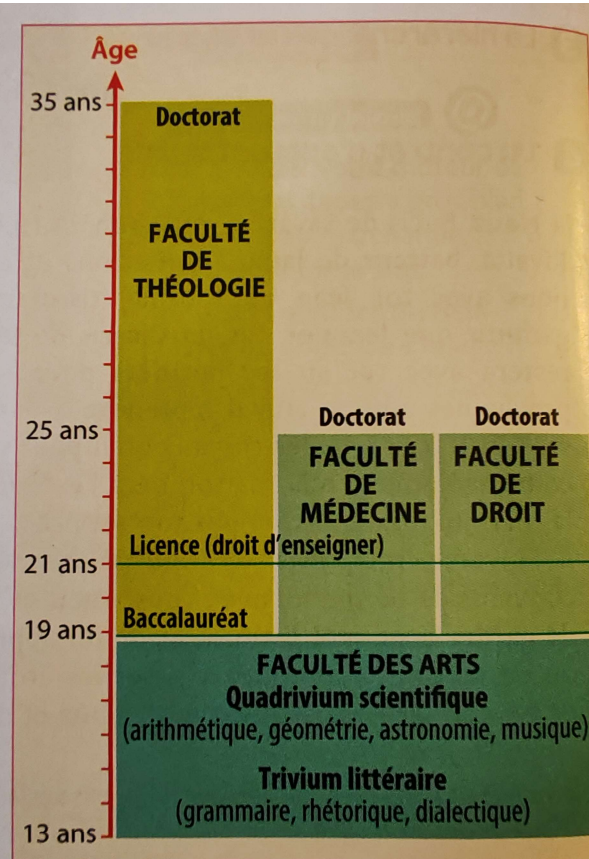 Âge
35 ans
Doctorat
FACULTÉ
DE
THÉOLOGIE
25 ans
Doctorat
FACULTÉ
DE
MÉDECINE
Doctorat
FACULTÉ
DE
DROIT
Licence (droit d'enseigner)
21 ans
Baccalauréat
19 ans
FACULTÉ DES ARTS
Quadrivium scientifique
(arithmétique, géométrie, astronomie, musique)
Trivium littéraire
(grammaire, rhétorique, dialectique)
13 ans